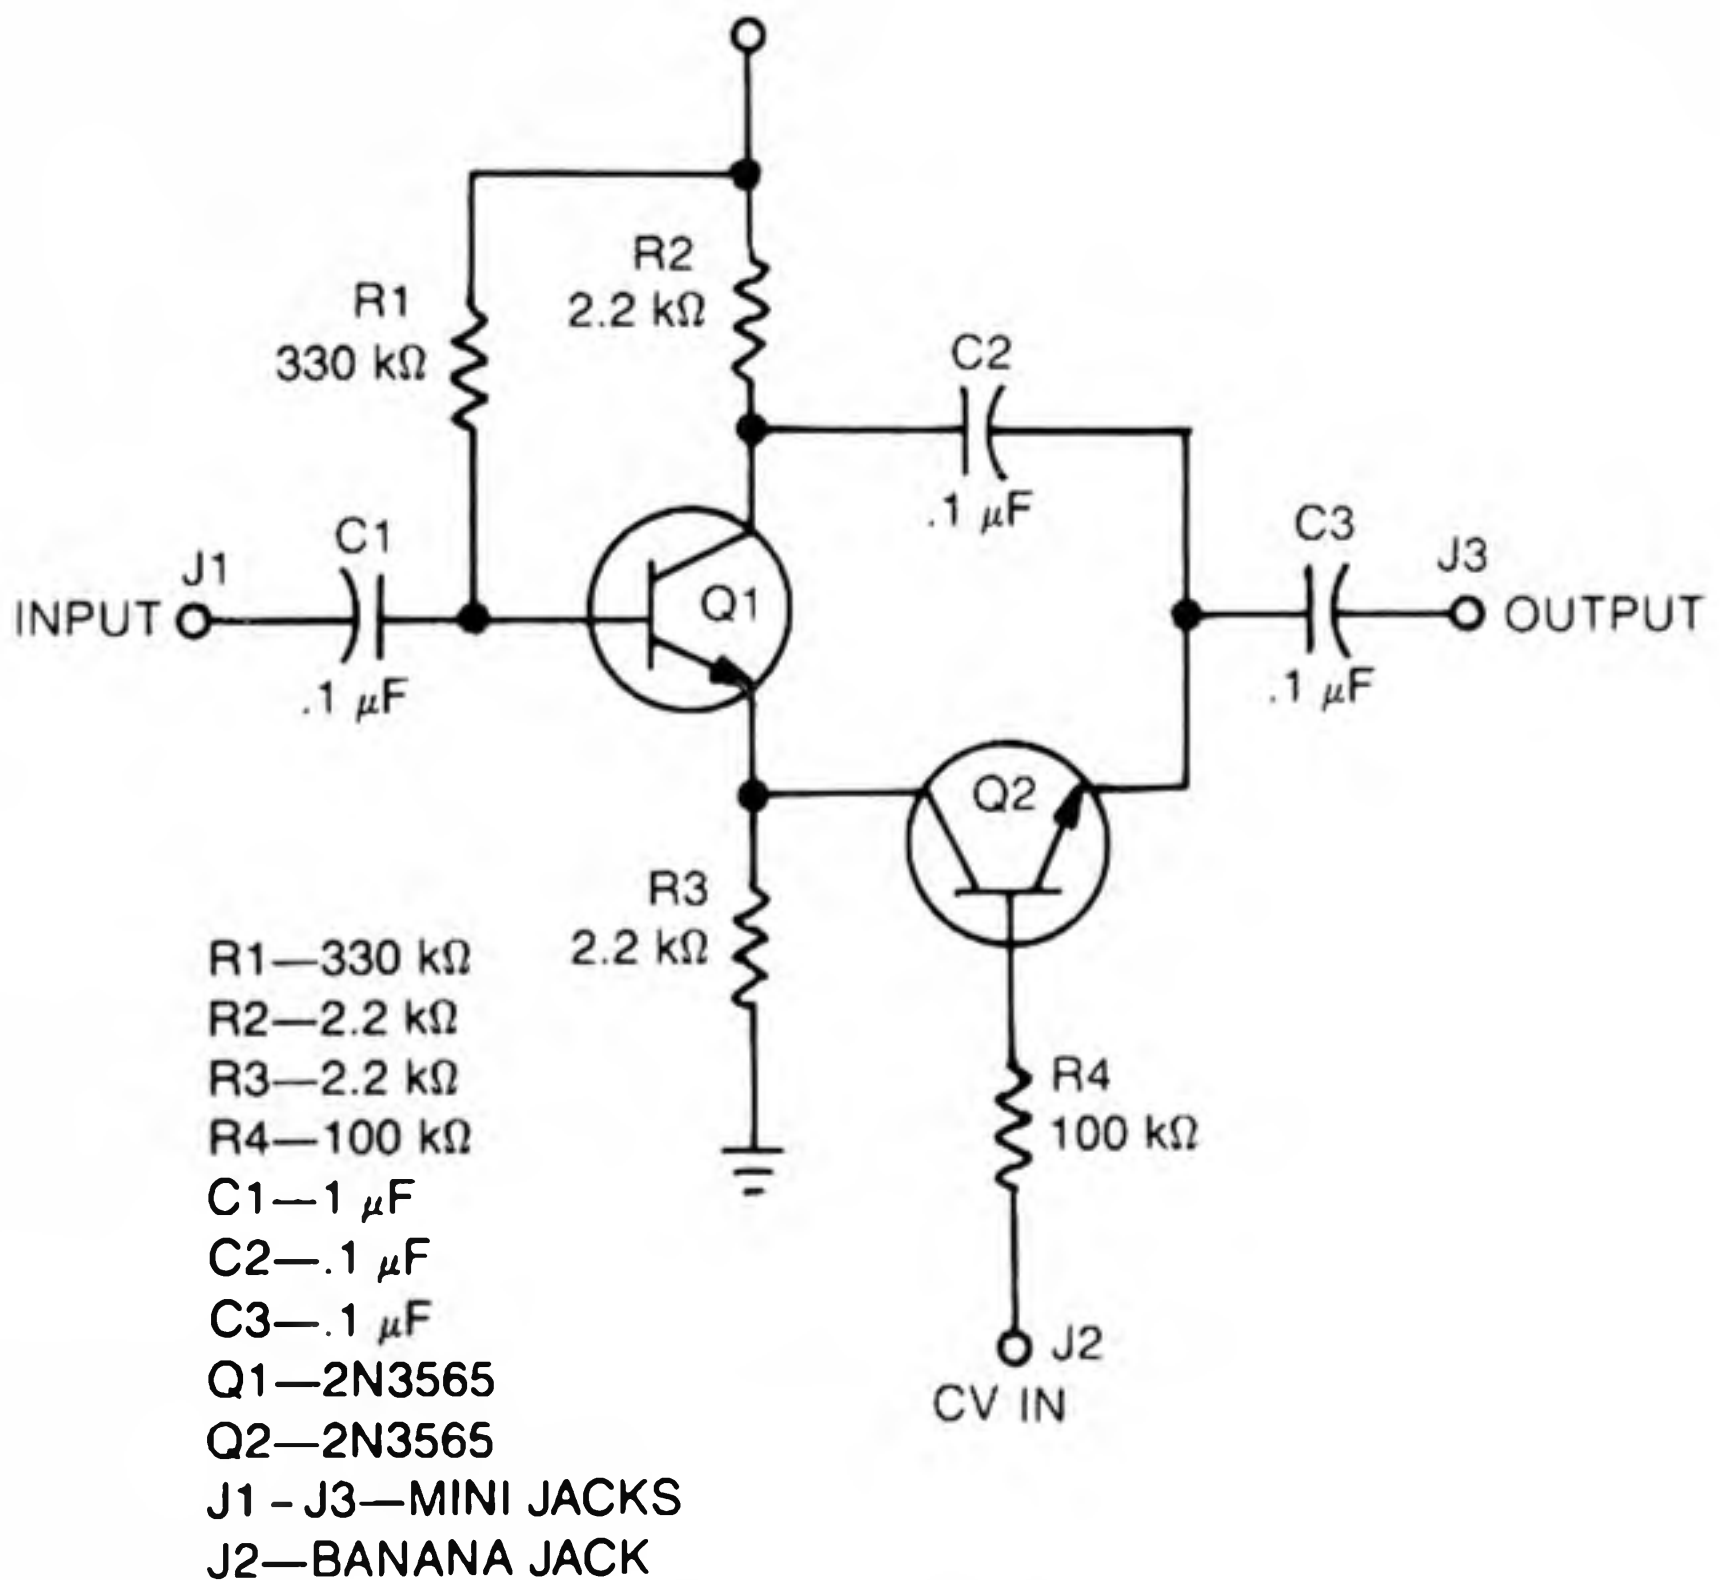 R2
2.2 kΩ
R1
330 kΩ
C2
.1 μF
C1
.1 μF
J1
INPUT
Q1
C3
.1 μF
J3
OUTPUT
Q2
R3
2.2 kΩ
R4
100 kΩ
J2
CV IN
R1—330 kΩ
R2—2.2 kΩ
R3—2.2 kΩ
R4—100 kΩ
C1—1 μF
C2—.1 μF
C3—.1 μF
Q1—2N3565
Q2—2N3565
J1 - J3—MINI JACKS
J2—BANANA JACK